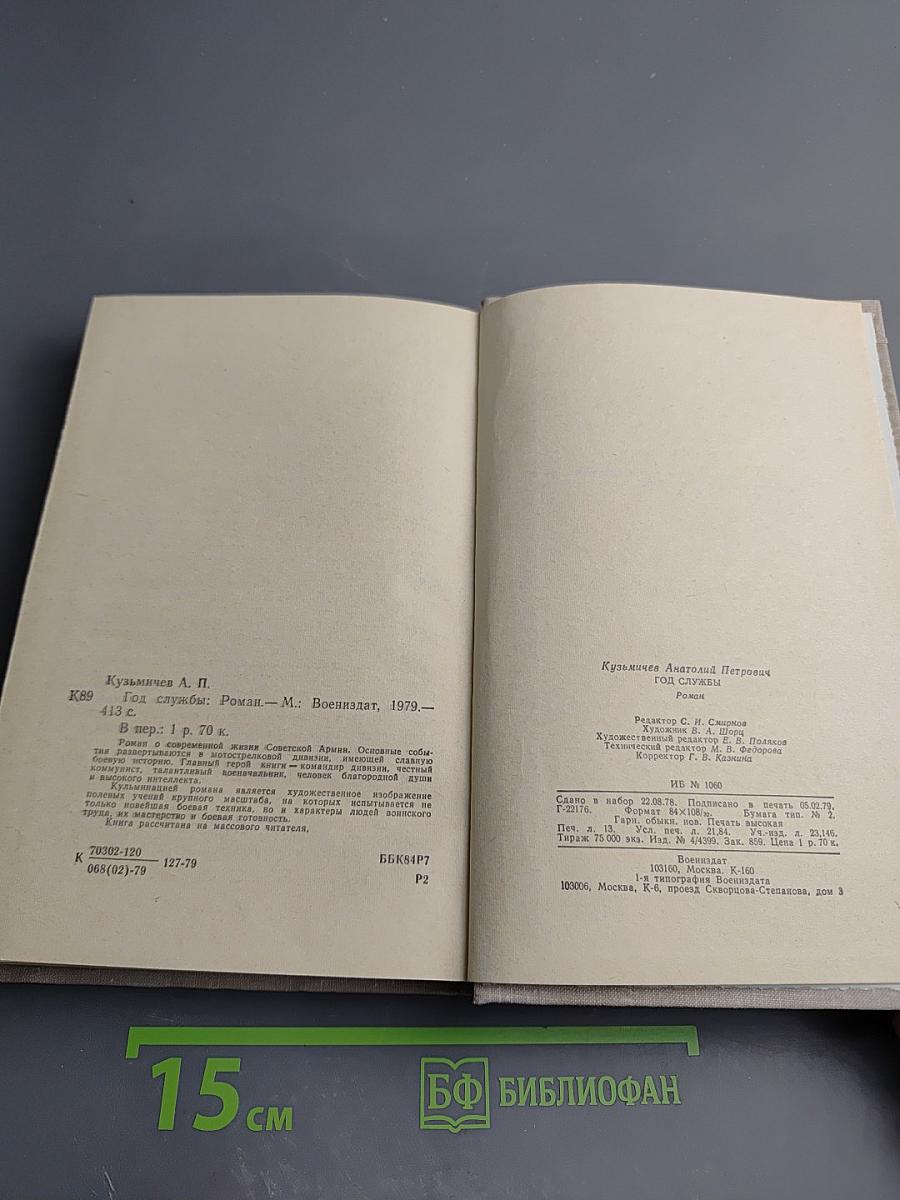 Кузьмичев А. П.
К89 Год службы: Роман.— М.: Воениздат, 1979.—
413 с.
В пер.: 1 р. 70 к.
Роман о современной жизни Советской Армии. Основные собы-
тия развертываются в мотострелковой дивизии, имеющей славную
боевую историю. Главный герой книги — командир дивизии, честный
коммунист, талантливый военачальник, человек благородной души
и высокого интеллекта.
Кульминацией романа является художественное изображение
полевых учений крупного масштаба, на которых испытывается не
только новейшая боевая техника, но и характеры людей воинского
труда, их мастерство и боевая готовность.
Книга рассчитана на массового читателя.
К 70302-120
068(02)-79 127-79
ББК84Р7
Р2
Кузьмичев Анатолий Петрович
ГОД СЛУЖБЫ
Роман
Редактор С. И. Смирнов
Художник В. А. Шорц
Художественный редактор Е. В. Поляков
Технический редактор М. В. Федорова
Корректор Г. В. Казнина
ИБ № 1060
Сдано в набор 22.08.78. Подписано в печать 05.02.79.
Г-22176. Формат 84×108/32. Бумага тип. № 2.
Гарн. обыкн. нов. Печать высокая
Печ. л. 13. Усл. печ. л. 21,84. Уч.-изд. л. 23,146.
Тираж 75 000 экз. Изд. № 4/4399. Зак. 859. Цена 1 р. 70 к.
Воениздат
103160, Москва, К-160
1-я типография Воениздата
103006, Москва, К-6, проезд Скворцова-Степанова, дом 3
15 см
БФ БИБЛИОФАН